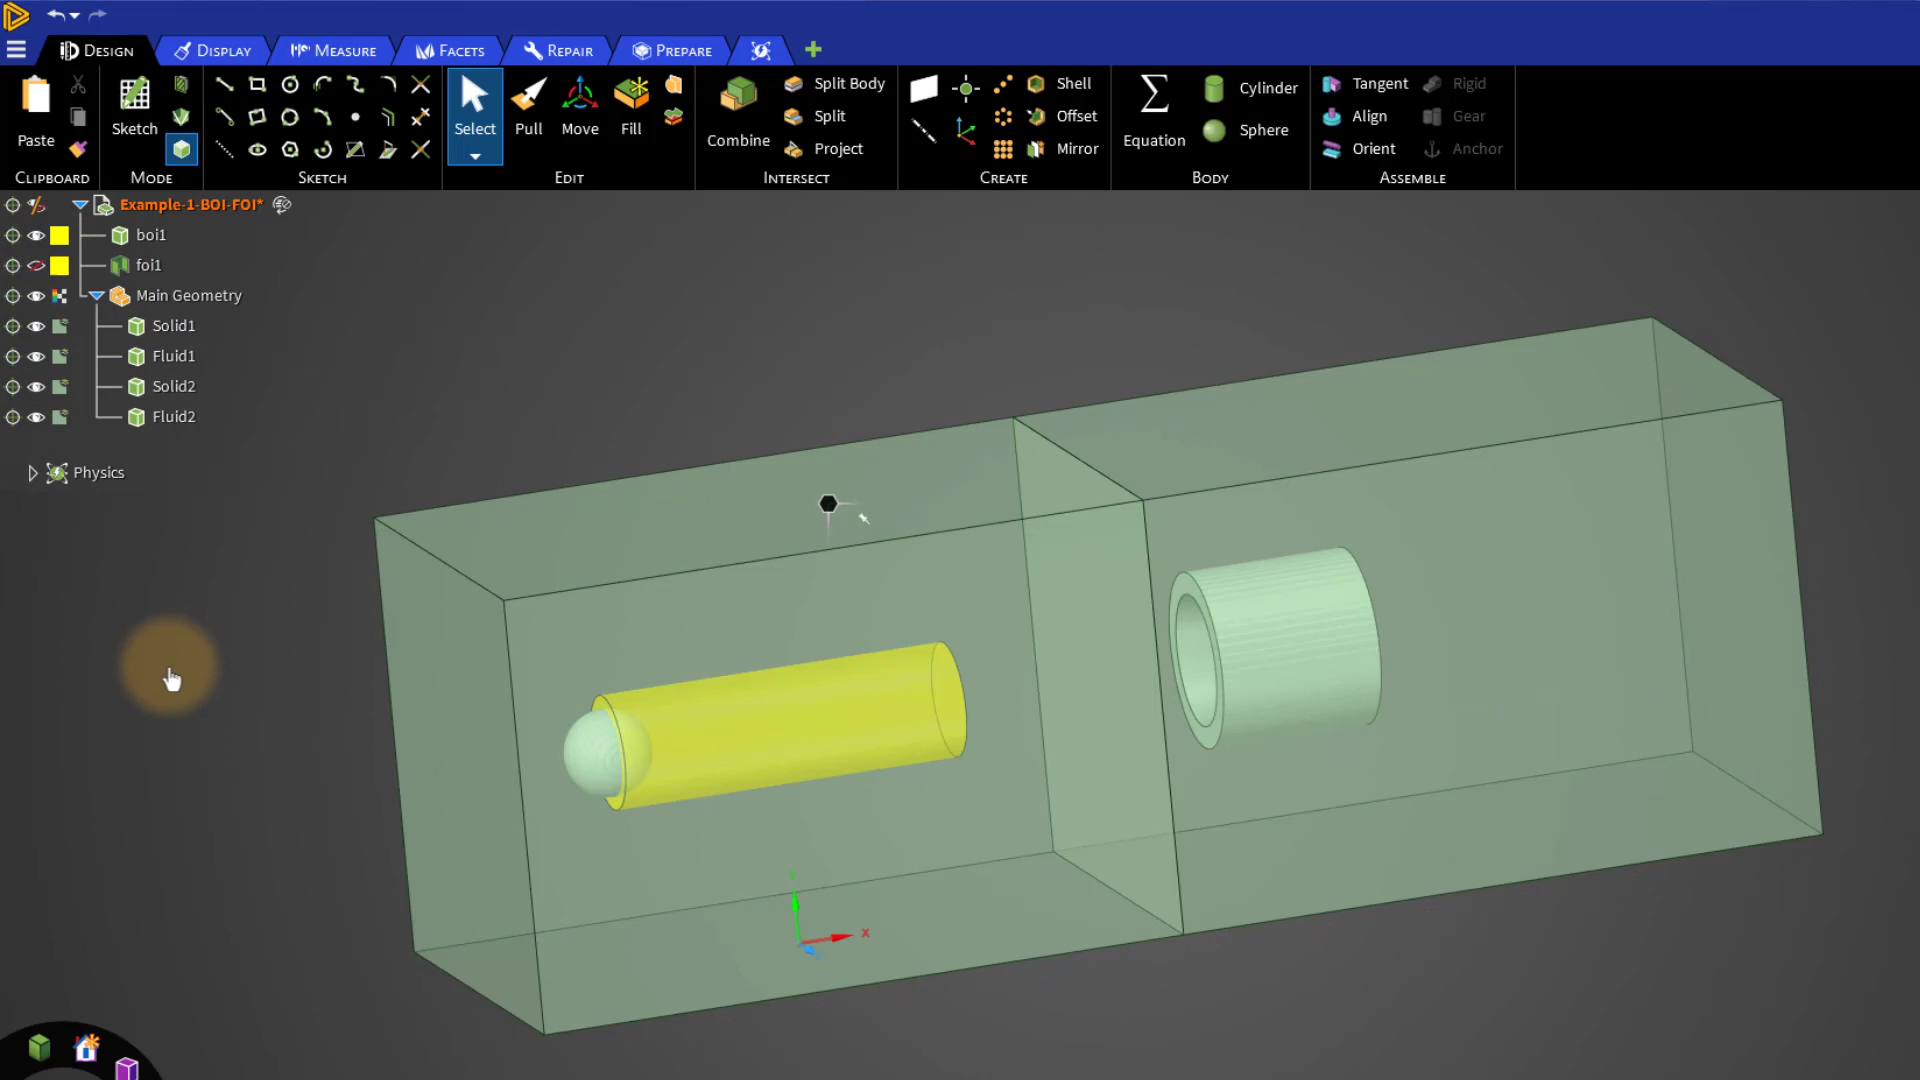 DESIGN DISPLAY MEASURE FACETS REPAIR PREPARE
Paste Sketch Select Pull Move Fill Combine Split Body Split Project Shell Offset Mirror Equation Cylinder Sphere Tangent Align Orient Rigid Gear Anchor
CLIPBOARD MODE SKETCH EDIT INTERSECT CREATE BODY ASSEMBLE
Example-1-BOI-FOI*
boi1
foi1
Main Geometry
Solid1
Fluid1
Solid2
Fluid2
Physics
X